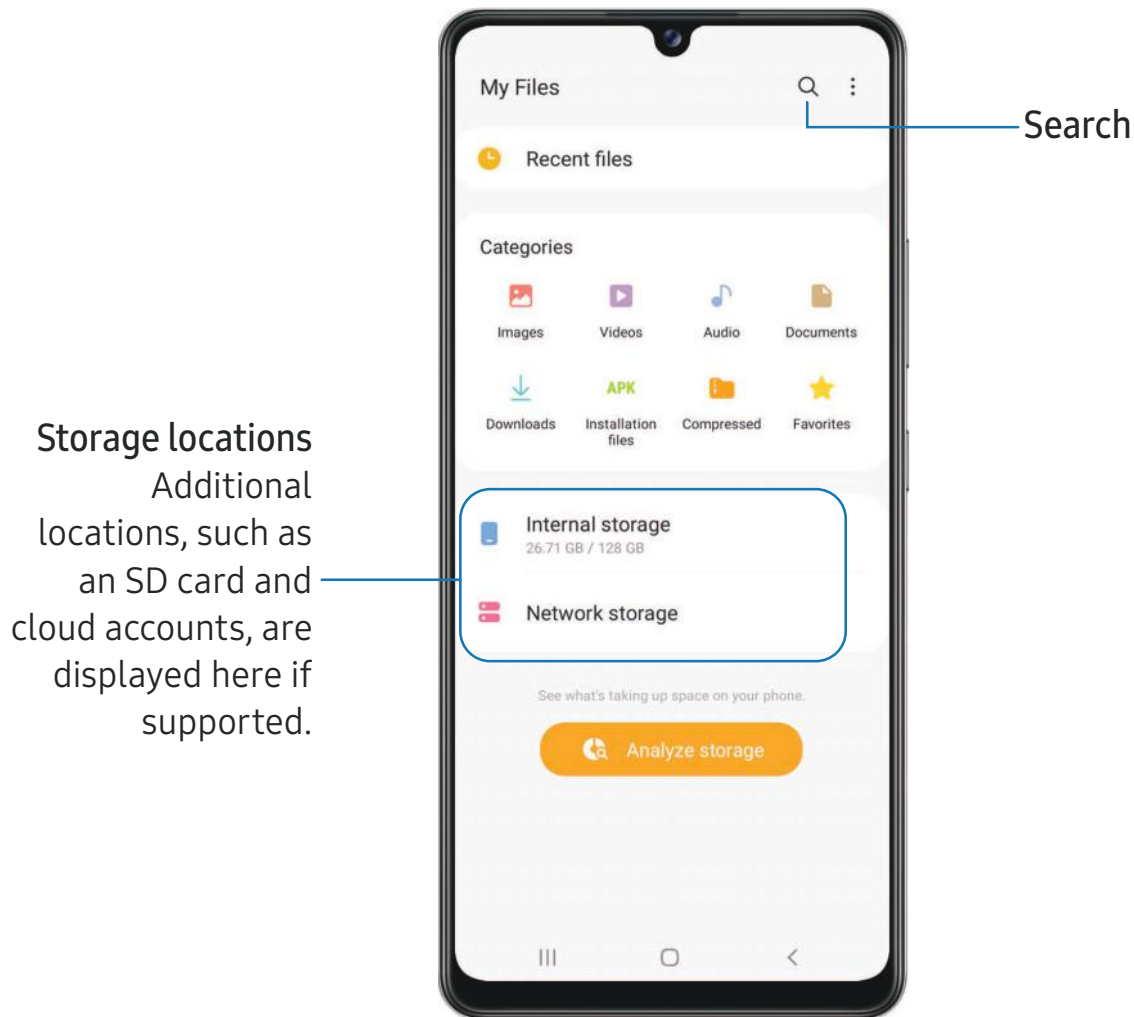 My Files
Search
Recent files
Categories
Images Videos Audio Documents
APK
Downloads Installation files Compressed Favorites
Storage locations
Additional
locations, such as
an SD card and
cloud accounts, are
displayed here if
supported.
Internal storage
26.71 GB / 128 GB
Network storage
See what's taking up space on your phone.
Analyze storage